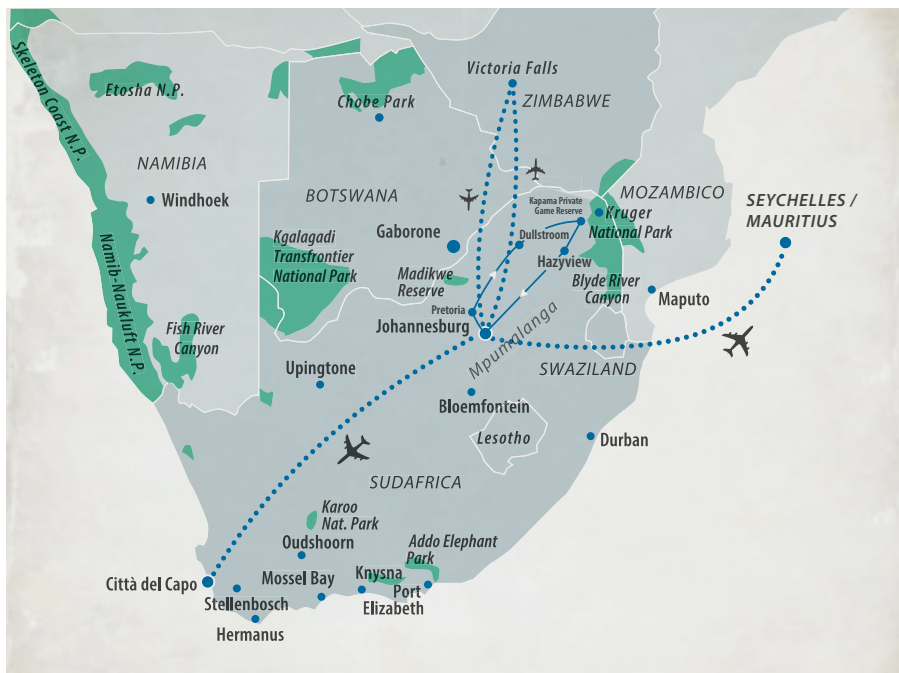 Skeleton Coast N.P.
Etosha N.P.
Victoria Falls
Chobe Park
ZIMBABWE
NAMIBIA
MOZAMBICO
BOTSWANA
Windhoek
SEYCHELLES /
MAURITIUS
Kapama Private
Game Reserve
Kruger
National Park
Gaborone
Dullstroom
Kgalagadi
Transfrontier
National Park
Hazyview
Madikwe
Reserve
Blyde River
Canyon
Namib-Naukluft N.P.
Maputo
Pretoria
Johannesburg
Mpumalanga
Fish River
Canyon
Upingtone
SWAZILAND
Bloemfontein
Lesotho
Durban
SUDAFRICA
Karoo
Nat. Park
Oudshoorn
Addo Elephant
Park
Città del Capo
Mossel Bay
Knysna
Stellenbosch
Port
Elizabeth
Hermanus